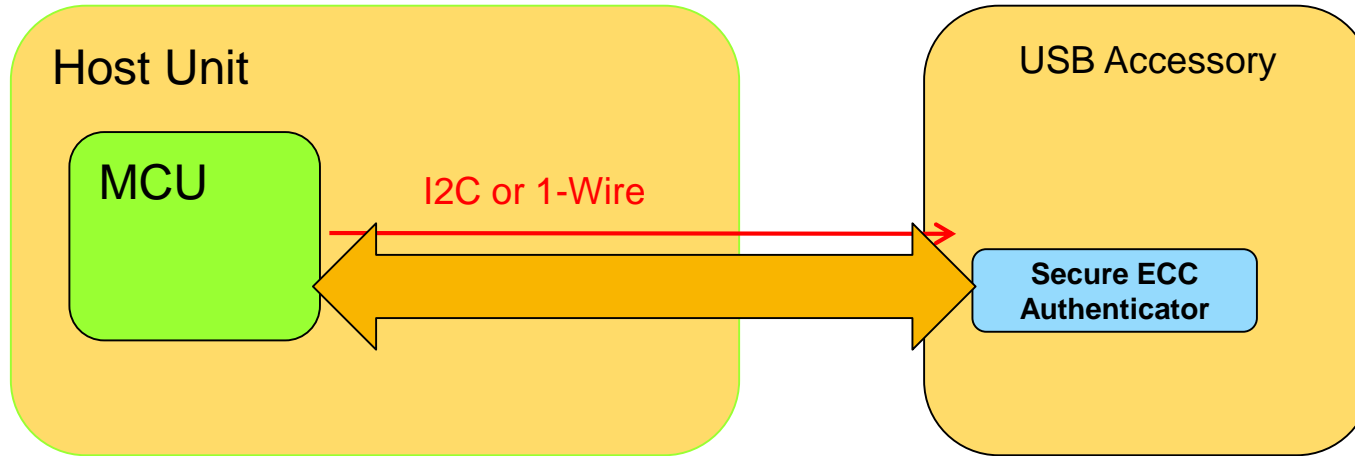 Host Unit
USB Accessory
MCU
I2C or 1-Wire
Secure ECC
Authenticator